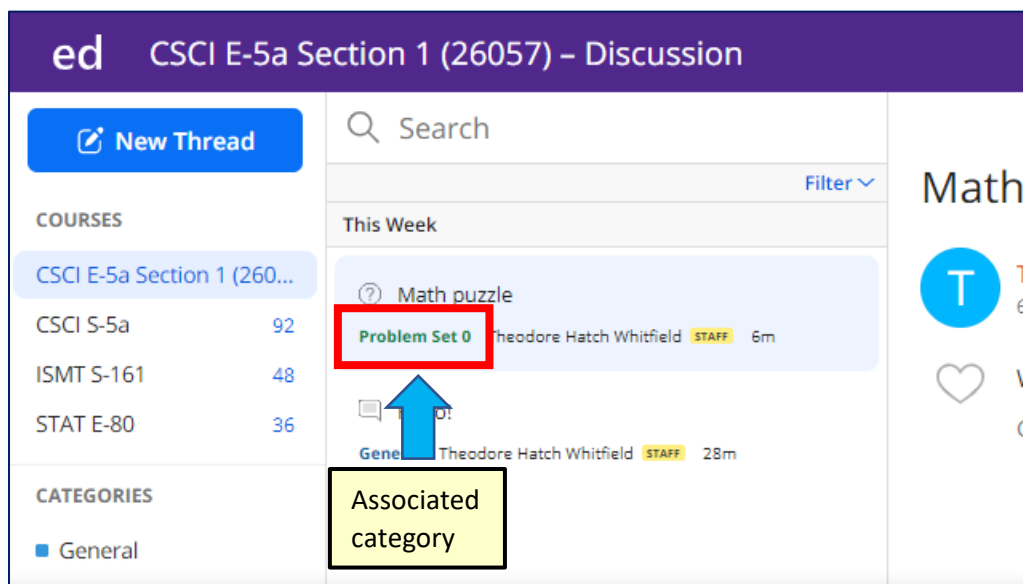 ed CSCI E-5a Section 1 (26057) – Discussion
New Thread
COURSES
CSCI E-5a Section 1 (260...
CSCI S-5a 92
ISMT S-161 48
STAT E-80 36
CATEGORIES
General
Search
Filter
This Week
Math puzzle
Problem Set 0 Theodore Hatch Whitfield STAFF 6m
Theodore Hatch Whitfield STAFF 28m
Associated
category
Math
T